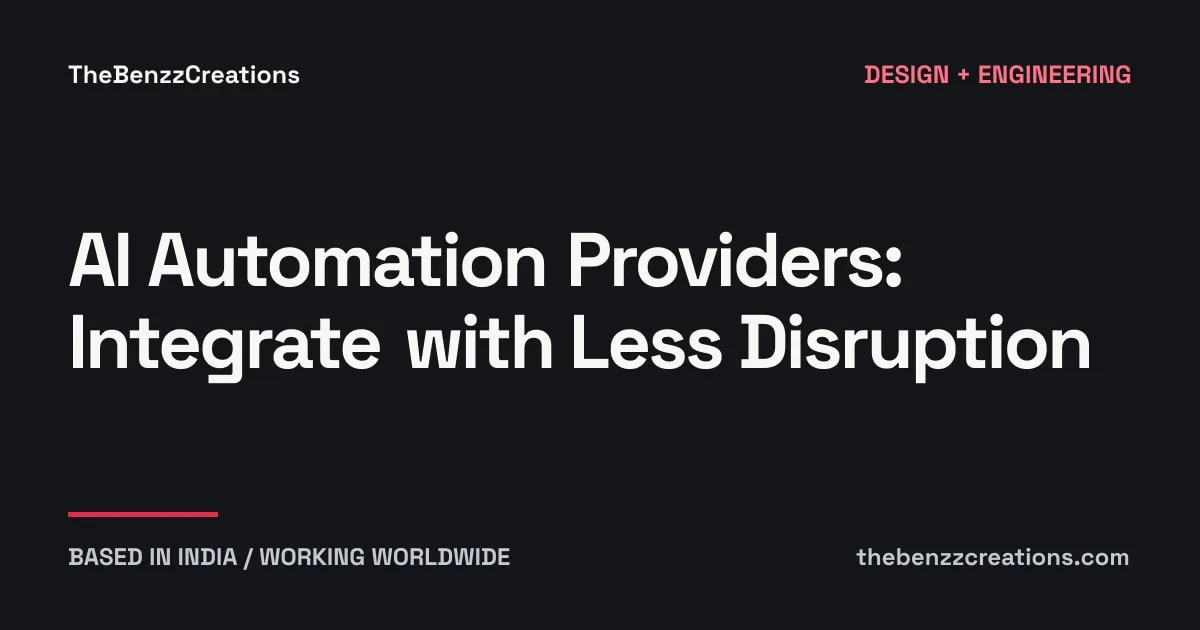 TheBenzzCreations
DESIGN + ENGINEERING
AI Automation Providers:
Integrate with Less Disruption
BASED IN INDIA / WORKING WORLDWIDE
thebenzzcreations.com